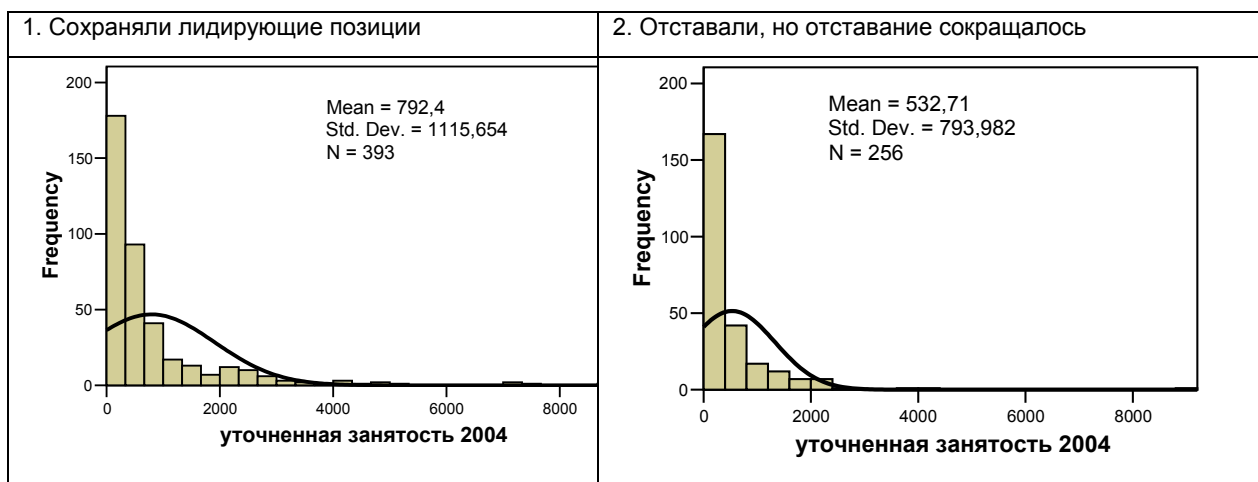 1. Сохраняли лидирующие позиции
2. Отставали, но отставание сокращалось
200
150
100
50
0
Frequency
Mean = 792,4
Std. Dev. = 1115,654
N = 393
0 2000 4000 6000 8000
уточненная занятость 2004
200
150
100
50
0
Frequency
Mean = 532,71
Std. Dev. = 793,982
N = 256
0 2000 4000 6000 8000
уточненная занятость 2004